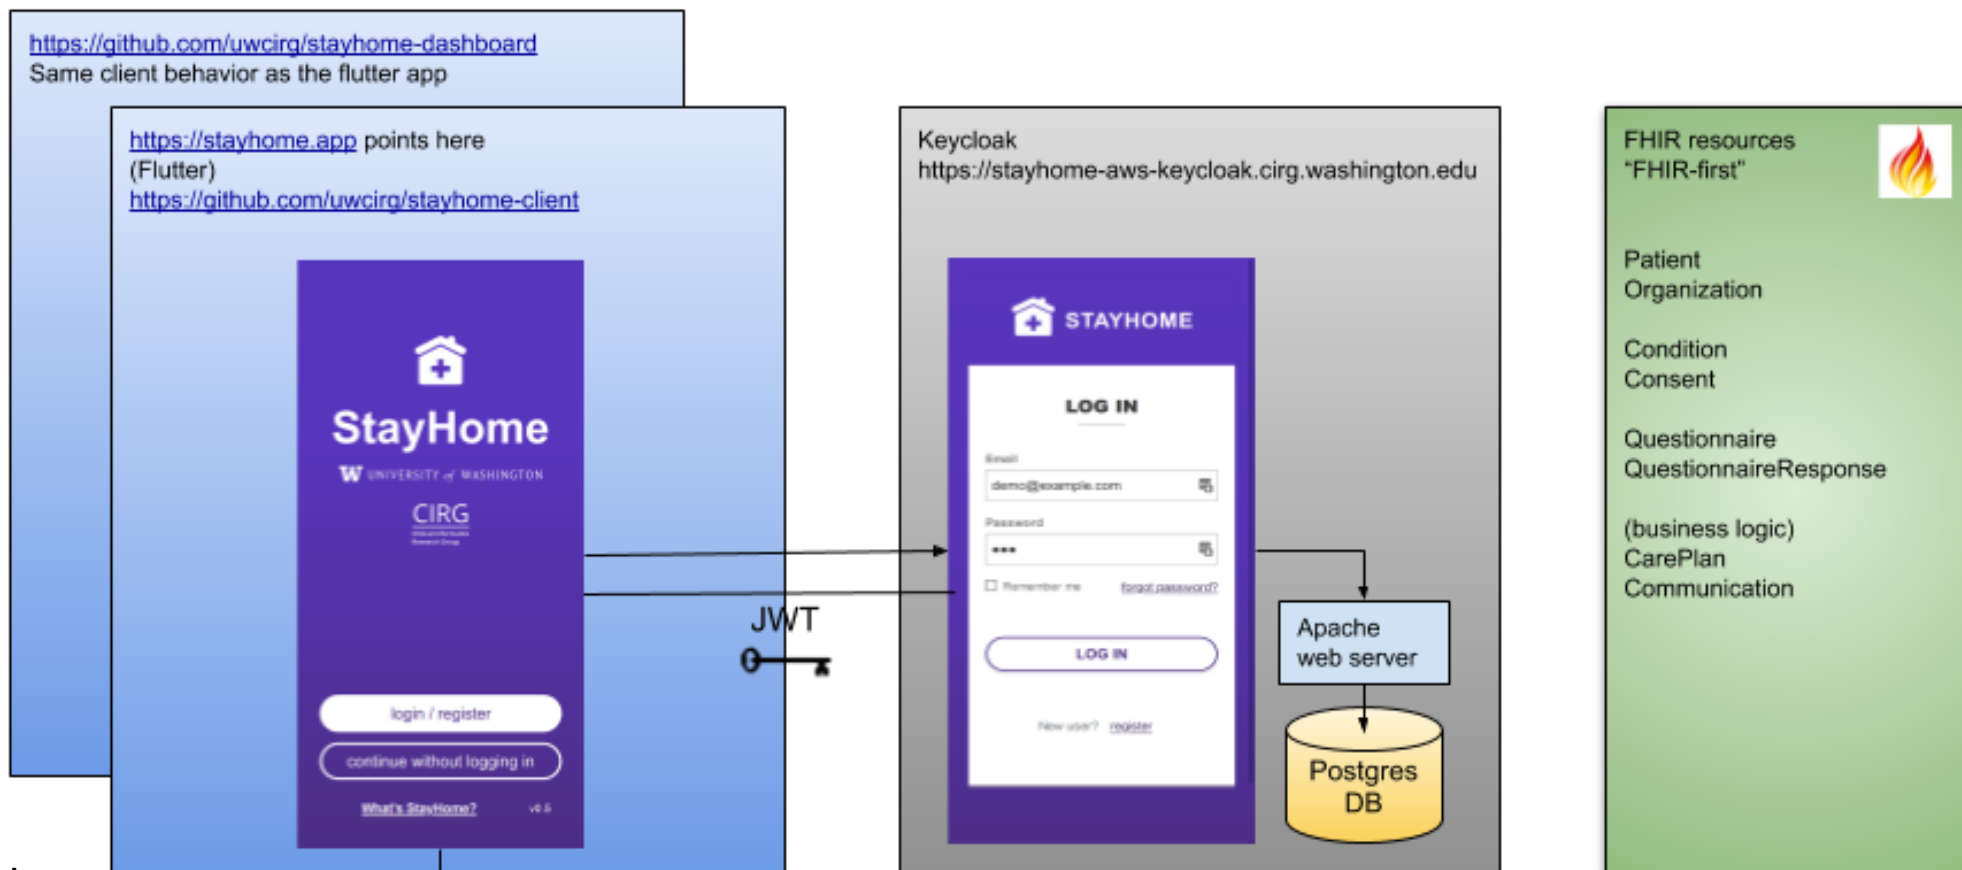 https://github.com/uwcirg/stayhome-dashboard
Same client behavior as the flutter app
https://stayhome.app points here
(Flutter)
https://github.com/uwcirg/stayhome-client
StayHome
W UNIVERSITY of WASHINGTON
CIRG
login / register
continue without logging in
What's StayHome?
v0.5
JWT
Keycloak
https://stayhome-aws-keycloak.cirg.washington.edu
STAYHOME
LOG IN
Email
demo@example.com
Password
Remember me
forgot password?
LOG IN
New user? register
Apache
web server
Postgres
DB
FHIR resources
“FHIR-first”
Patient
Organization
Condition
Consent
Questionnaire
QuestionnaireResponse
(business logic)
CarePlan
Communication